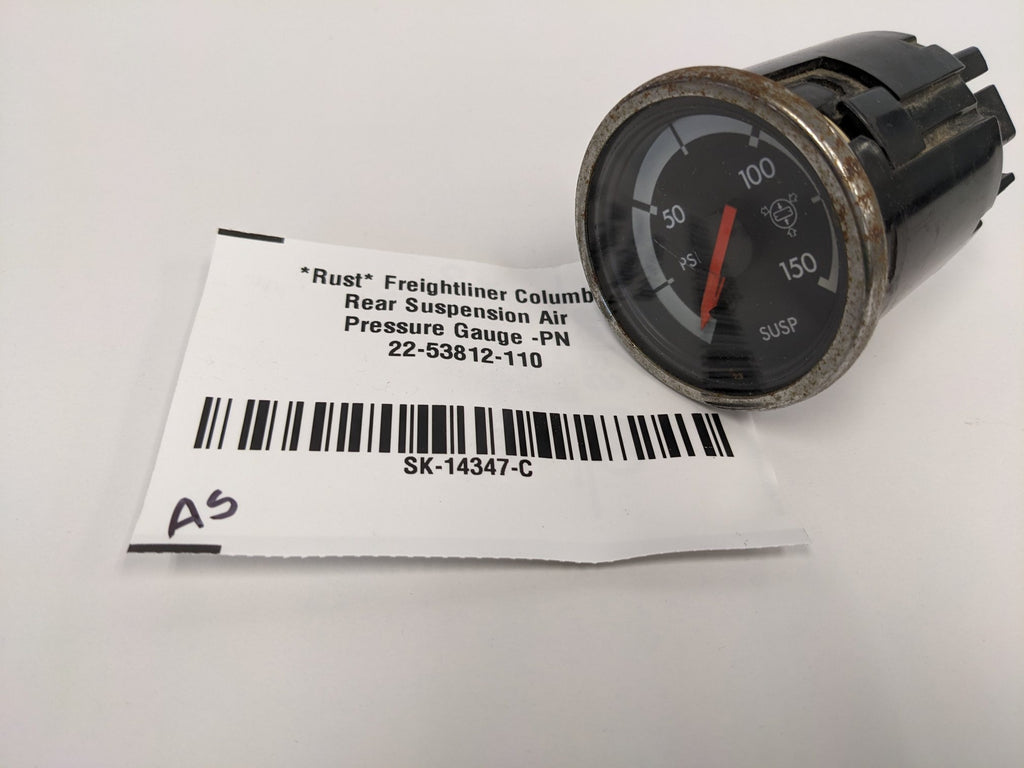 *Rust* Freightliner Columb
Rear Suspension Air
Pressure Gauge -PN
22-53812-110
SK-14347-C
AS
50
100
150
PSI
SUSP